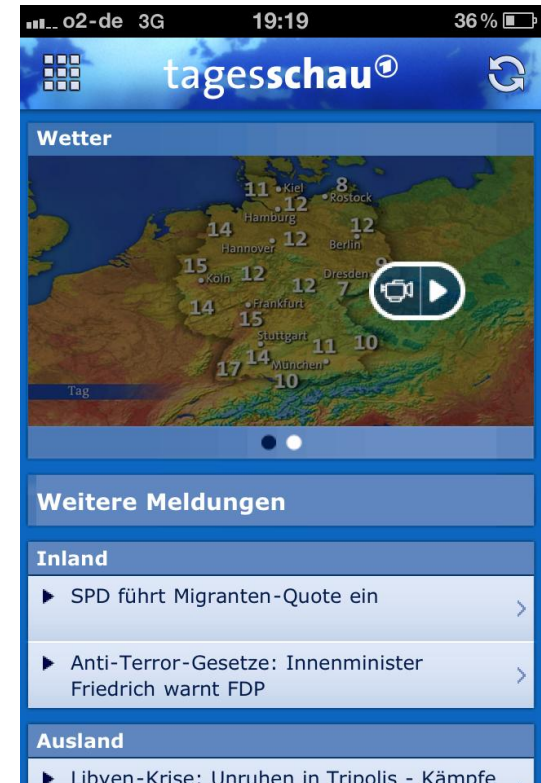 o2-de 3G 19:19 36%
tagesschau
Wetter
11 Kiel 8
Rostock
12
Hamburg
14 12
Hannover 12 Berlin
15 9
Köln 12 Dresden
12 7
14 Frankfurt
15
Stuttgart
11 10
17 14 München
10
Tag
Weitere Meldungen
Inland
SPD führt Migranten-Quote ein
Anti-Terror-Gesetze: Innenminister
Friedrich warnt FDP
Ausland
Libyen-Krise: Unruhen in Tripolis - Kämpfe